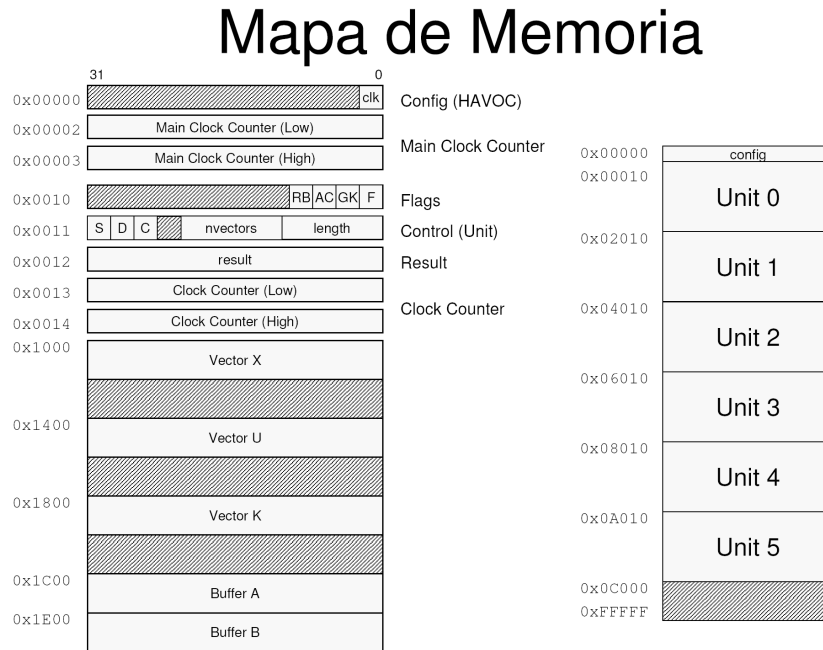 Mapa de Memoria
31 0
0x00000 clk Config (HAVOC)
0x00002 Main Clock Counter (Low)
Main Clock Counter
0x00003 Main Clock Counter (High)
0x0010 RB AC GK F Flags
0x0011 S D C nvectors length Control (Unit)
0x0012 result Result
0x0013 Clock Counter (Low)
Clock Counter
0x0014 Clock Counter (High)
0x1000 Vector X
0x1400 Vector U
0x1800 Vector K
0x1C00 Buffer A
0x1E00 Buffer B
0x00000 config
0x00010 Unit 0
0x02010 Unit 1
0x04010 Unit 2
0x06010 Unit 3
0x08010 Unit 4
0x0A010 Unit 5
0x0C000
0xFFFFF